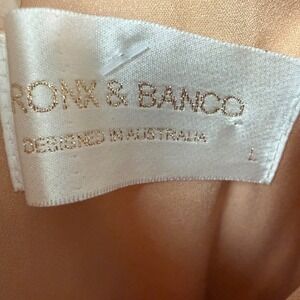 RONX & BANCO
DESIGNED IN AUSTRALIA
L